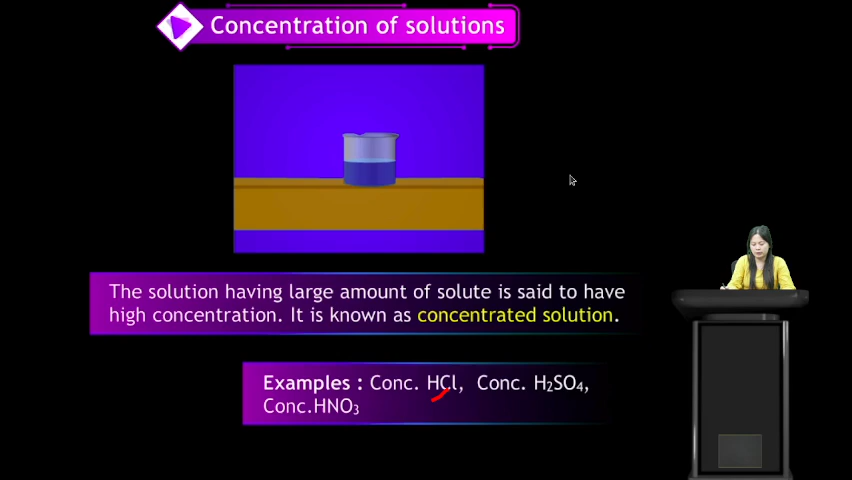 Concentration of solutions
The solution having large amount of solute is said to have
high concentration. It is known as concentrated solution.
Examples : Conc. HCl, Conc. H₂SO₄,
Conc.HNO₃